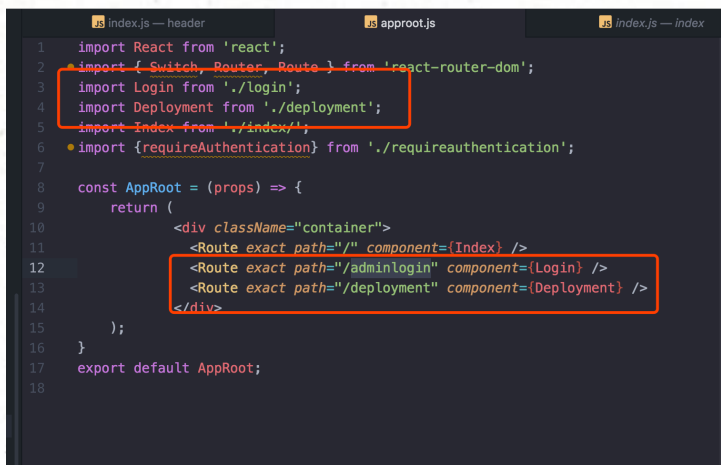 JS index.js — header
JS approot.js
JS index.js — index
1 import React from 'react';
2 import { Switch, Router, Route } from 'react-router-dom';
3 import Login from './login';
4 import Deployment from './deployment';
5 import Index from './index/';
6 import {requireAuthentication} from './requireauthentication';
7
8 const AppRoot = (props) => {
9 return (
10 <div className="container">
11 <Route exact path="/" component={Index} />
12 <Route exact path="/adminlogin" component={Login} />
13 <Route exact path="/deployment" component={Deployment} />
14 </div>
15 );
16 }
17 export default AppRoot;
18